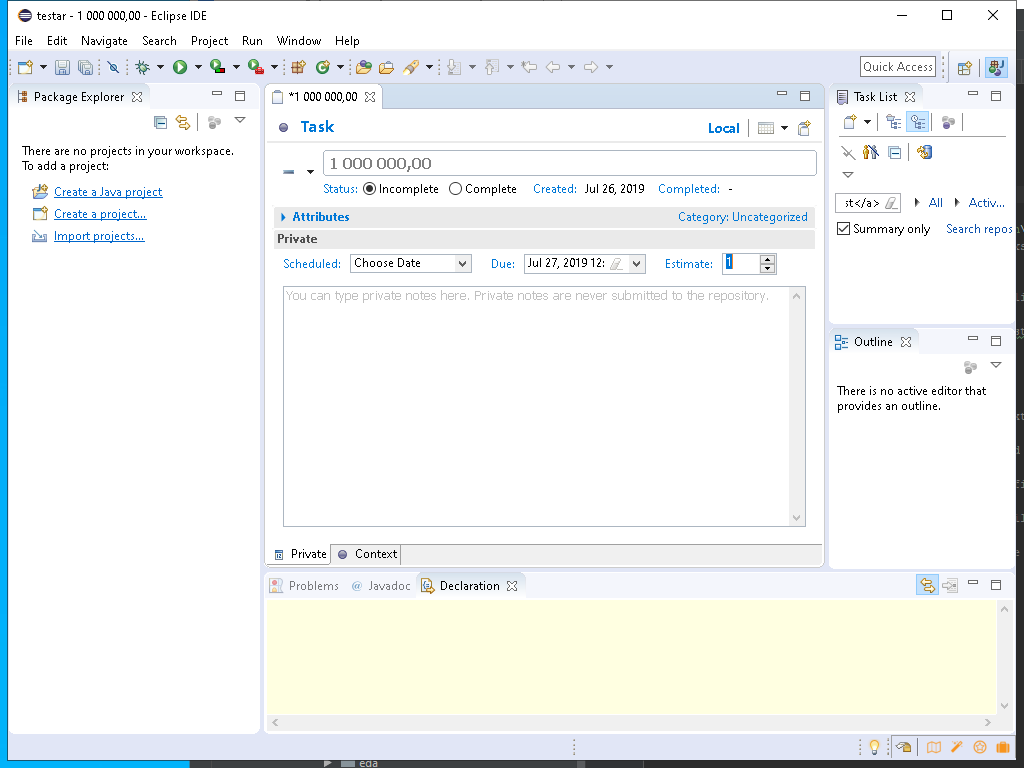 testar - 1 000 000,00 - Eclipse IDE
File Edit Navigate Search Project Run Window Help
Quick Access
Package Explorer
There are no projects in your workspace.
To add a project:
Create a Java project
Create a project...
Import projects...
*1 000 000,00
Task
Local
1 000 000,00
Status: Incomplete Complete Created: Jul 26, 2019 Completed: -
Attributes Category: Uncategorized
Private
Scheduled: Choose Date Due: Jul 27, 2019 12: Estimate: 1
You can type private notes here. Private notes are never submitted to the repository.
Private Context
Task List
st</a> All Activ...
Summary only Search repos
Outline
There is no active editor that
provides an outline.
Problems @ Javadoc Declaration
eda